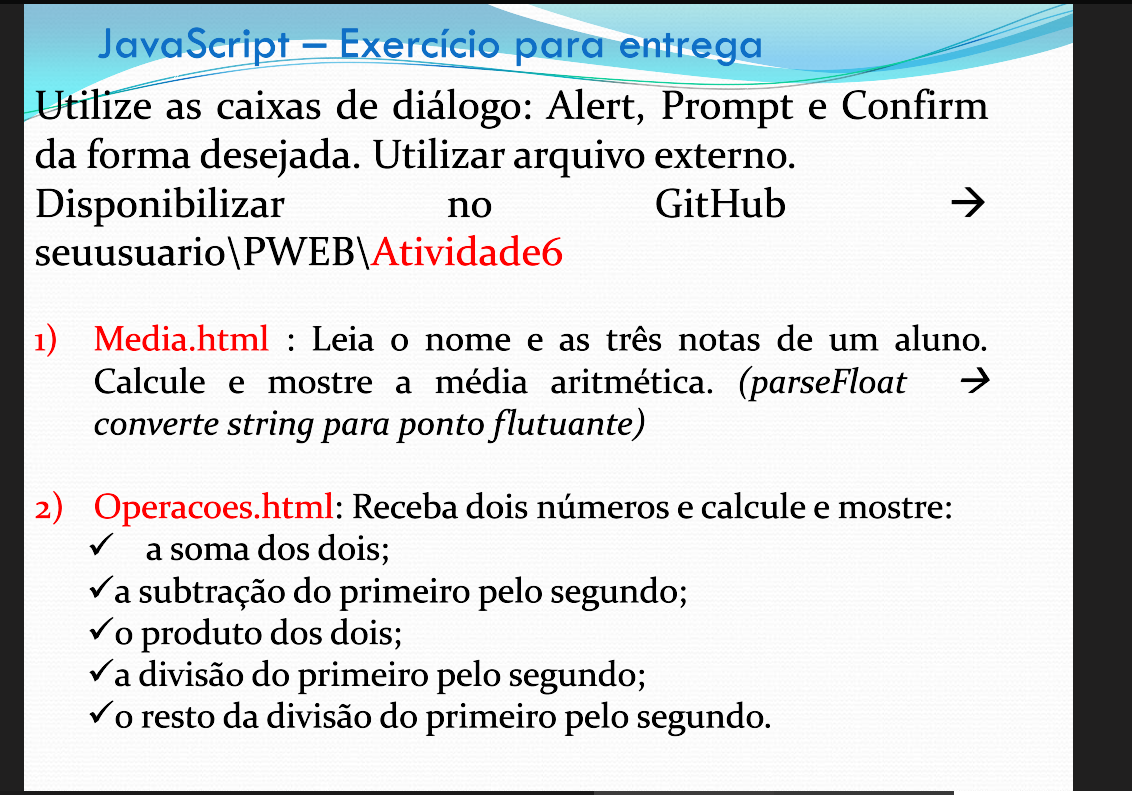 JavaScript – Exercício para entrega
Utilize as caixas de diálogo: Alert, Prompt e Confirm
da forma desejada. Utilizar arquivo externo.
Disponibilizar no GitHub →
seuusuario\PWEB\Atividade6
1) Media.html : Leia o nome e as três notas de um aluno.
Calcule e mostre a média aritmética. (parseFloat →
converte string para ponto flutuante)
2) Operacoes.html: Receba dois números e calcule e mostre:
✓ a soma dos dois;
✓a subtração do primeiro pelo segundo;
✓o produto dos dois;
✓a divisão do primeiro pelo segundo;
✓o resto da divisão do primeiro pelo segundo.